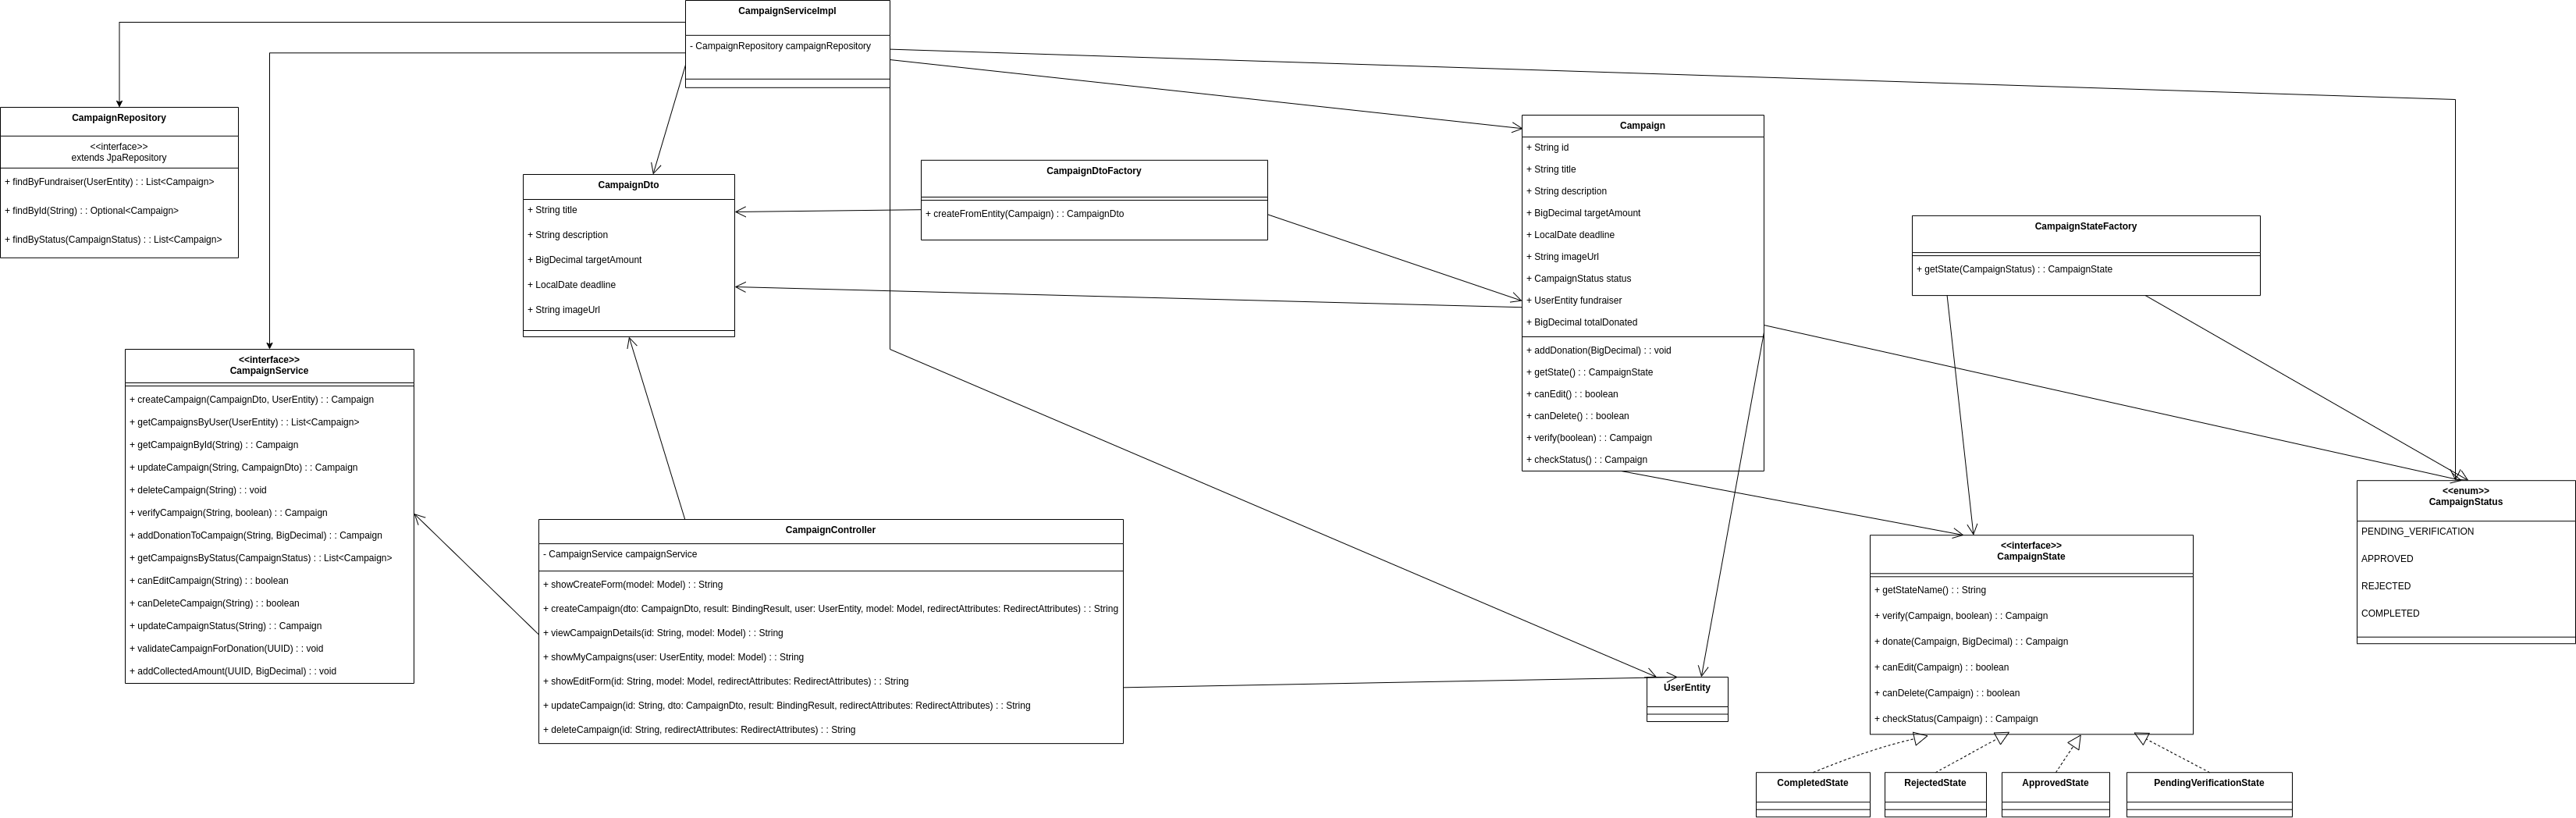 CampaignServiceImpl
- CampaignRepository campaignRepository
CampaignRepository
<<interface>>
extends JpaRepository
+ findByFundraiser(UserEntity) : : List<Campaign>
+ findById(String) : : Optional<Campaign>
+ findByStatus(CampaignStatus) : : List<Campaign>
<<interface>>
CampaignService
+ createCampaign(CampaignDto, UserEntity) : : Campaign
+ getCampaignsByUser(UserEntity) : : List<Campaign>
+ getCampaignById(String) : : Campaign
+ updateCampaign(String, CampaignDto) : : Campaign
+ deleteCampaign(String) : : void
+ verifyCampaign(String, boolean) : : Campaign
+ addDonationToCampaign(String, BigDecimal) : : Campaign
+ getCampaignsByStatus(CampaignStatus) : : List<Campaign>
+ canEditCampaign(String) : : boolean
+ canDeleteCampaign(String) : : boolean
+ updateCampaignStatus(String) : : Campaign
+ validateCampaignForDonation(UUID) : : void
+ addCollectedAmount(UUID, BigDecimal) : : void
CampaignDto
+ String title
+ String description
+ BigDecimal targetAmount
+ LocalDate deadline
+ String imageUrl
CampaignDtoFactory
+ createFromEntity(Campaign) : : CampaignDto
CampaignController
- CampaignService campaignService
+ showCreateForm(model: Model) : : String
+ createCampaign(dto: CampaignDto, result: BindingResult, user: UserEntity, model: Model, redirectAttributes: RedirectAttributes) : : String
+ viewCampaignDetails(id: String, model: Model) : : String
+ showMyCampaigns(user: UserEntity, model: Model) : : String
+ showEditForm(id: String, model: Model, redirectAttributes: RedirectAttributes) : : String
+ updateCampaign(id: String, dto: CampaignDto, result: BindingResult, redirectAttributes: RedirectAttributes) : : String
+ deleteCampaign(id: String, redirectAttributes: RedirectAttributes) : : String
Campaign
+ String id
+ String title
+ String description
+ BigDecimal targetAmount
+ LocalDate deadline
+ String imageUrl
+ CampaignStatus status
+ UserEntity fundraiser
+ BigDecimal totalDonated
+ addDonation(BigDecimal) : : void
+ getState() : : CampaignState
+ canEdit() : : boolean
+ canDelete() : : boolean
+ verify(boolean) : : Campaign
+ checkStatus() : : Campaign
CampaignStateFactory
+ getState(CampaignStatus) : : CampaignState
<<enum>>
CampaignStatus
PENDING_VERIFICATION
APPROVED
REJECTED
COMPLETED
UserEntity
<<interface>>
CampaignState
+ getStateName() : : String
+ verify(Campaign, boolean) : : Campaign
+ donate(Campaign, BigDecimal) : : Campaign
+ canEdit(Campaign) : : boolean
+ canDelete(Campaign) : : boolean
+ checkStatus(Campaign) : : Campaign
CompletedState
RejectedState
ApprovedState
PendingVerificationState